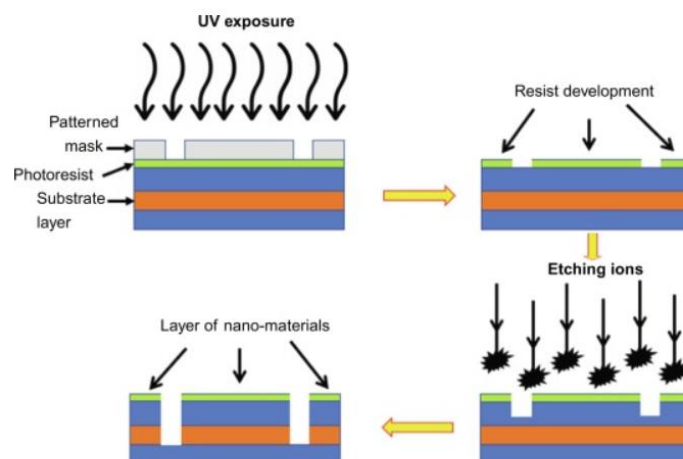 UV exposure
Patterned
mask
Photoresist
Substrate
layer
Resist development
Etching ions
Layer of nano-materials